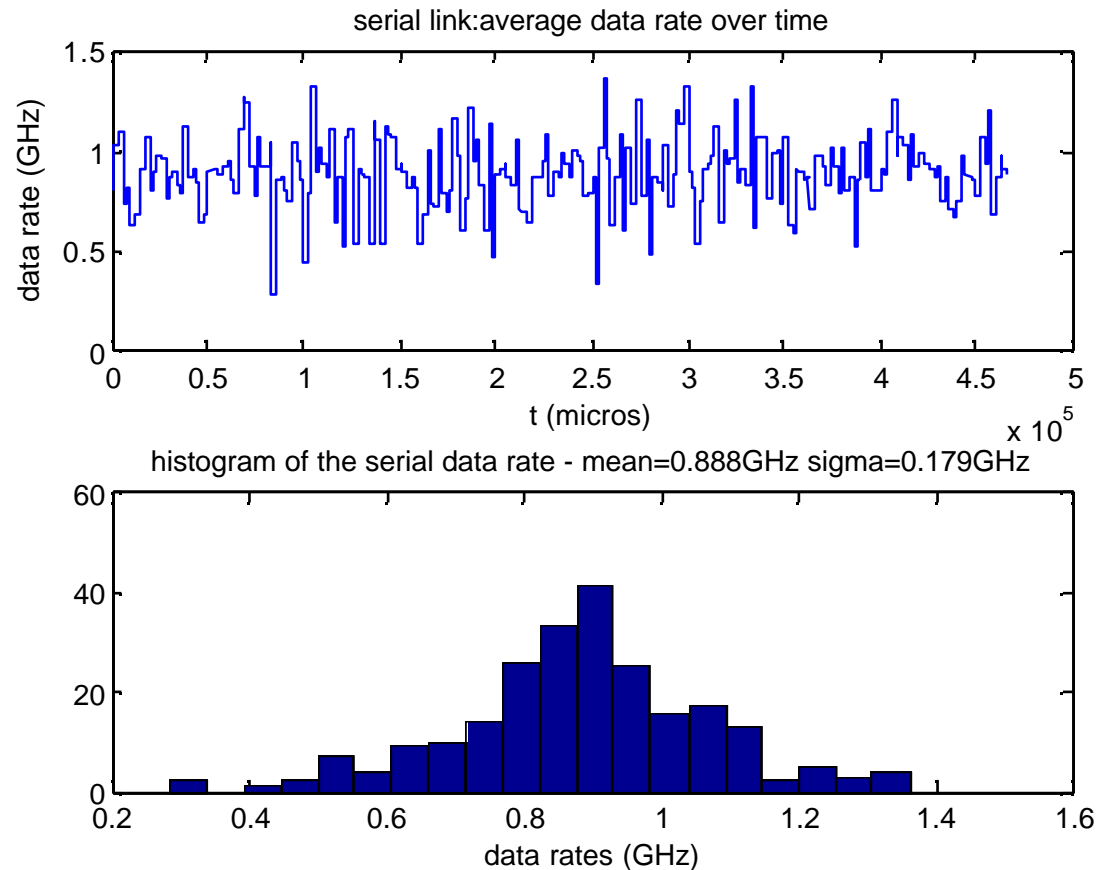 serial link:average data rate over time
data rate (GHz)
1.5
1
0.5
0
0 0.5 1 1.5 2 2.5 3 3.5 4 4.5 5
t (micros)
x 10^5
histogram of the serial data rate - mean=0.888GHz sigma=0.179GHz
60
40
20
0
0.2 0.4 0.6 0.8 1 1.2 1.4 1.6
data rates (GHz)